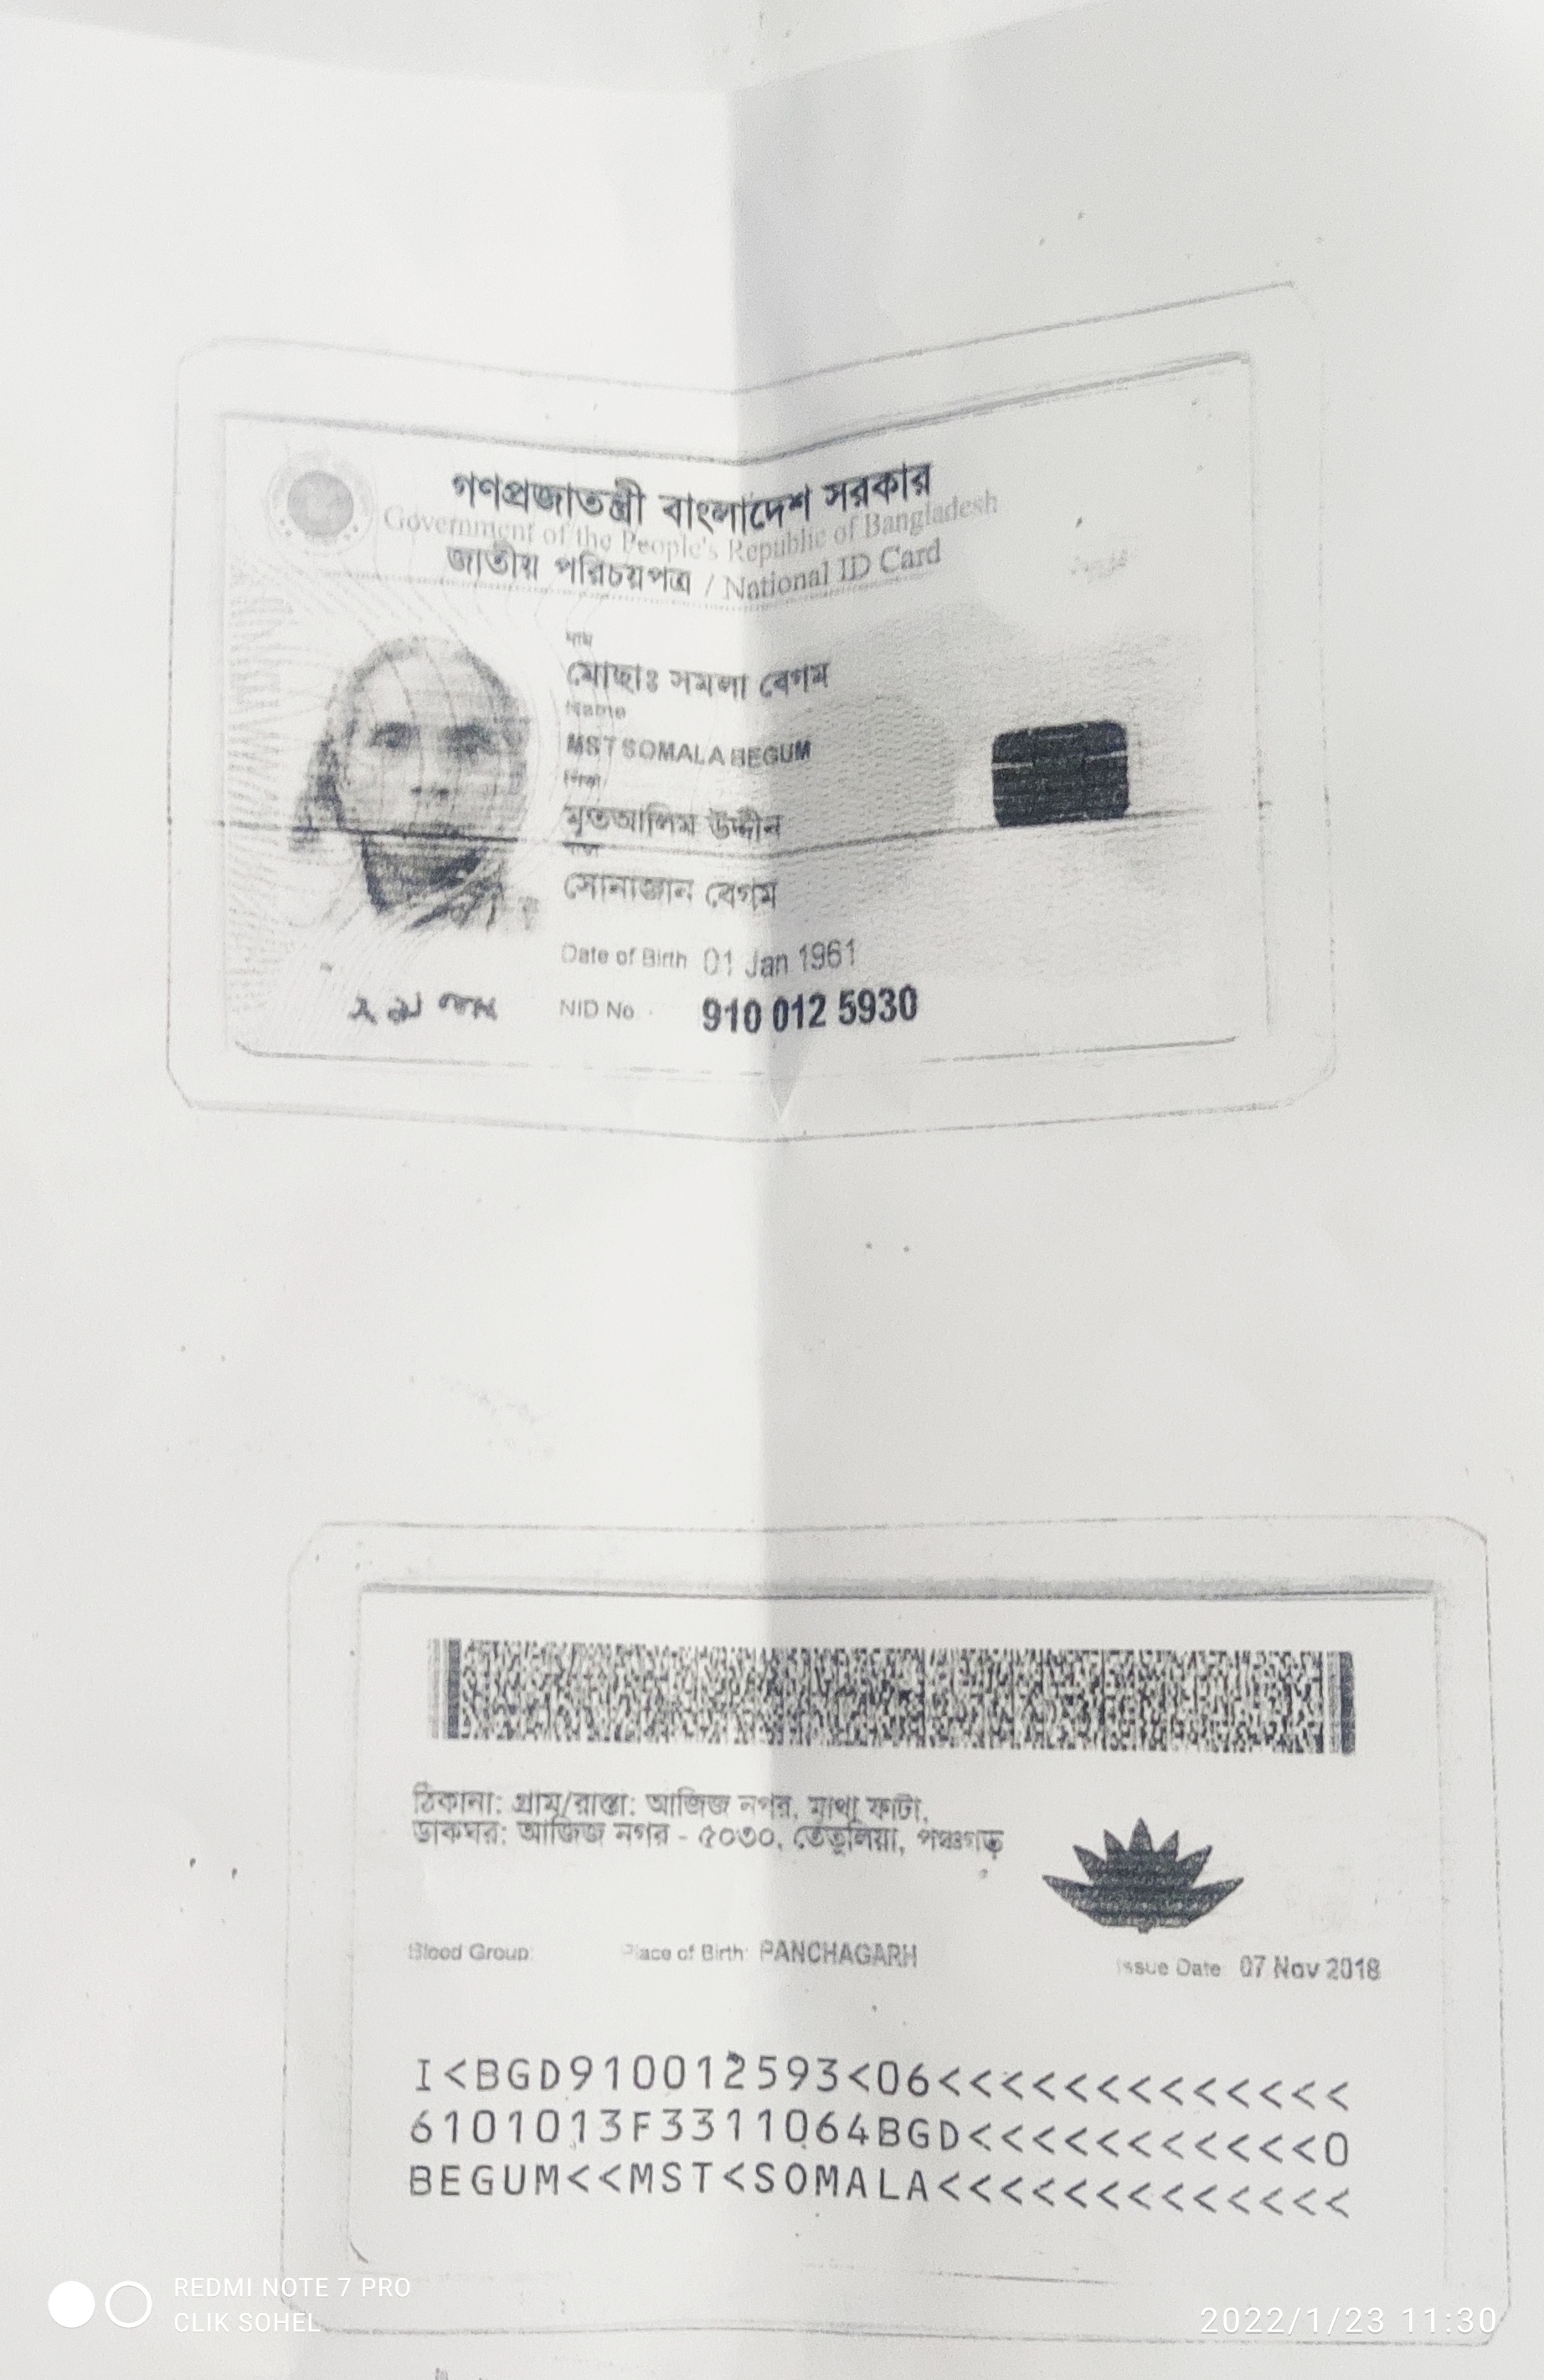 গণপ্রজাতন্ত্রী বাংলাদেশ সরকার
Government of the People's Republic of Bangladesh
জাতীয় পরিচয়পত্র / National ID Card
নাম
মোছাঃ সমলা বেগম
Name
MST SOMALA BEGUM
পিতা
মৃতআলিম উদ্দীন
মাতা
সোনাজান বেগম
Date of Birth 01 Jan 1961
NID No 910 012 5930
ঠিকানা: গ্রাম/রাস্তা: আজিজ নগর, মাথা ফাটা,
ডাকঘর: আজিজ নগর - ৫০৩০, তেঁতুলিয়া, পঞ্চগড়
Blood Group: Place of Birth: PANCHAGARH Issue Date: 07 Nov 2018
I<BGD910012593<06<<<<<<<<<<<<<
6101013F3311064BGD<<<<<<<<<<<0
BEGUM<<MST<SOMALA<<<<<<<<<<<<<
REDMI NOTE 7 PRO
CLIK SOHEL
2022/1/23 11:30